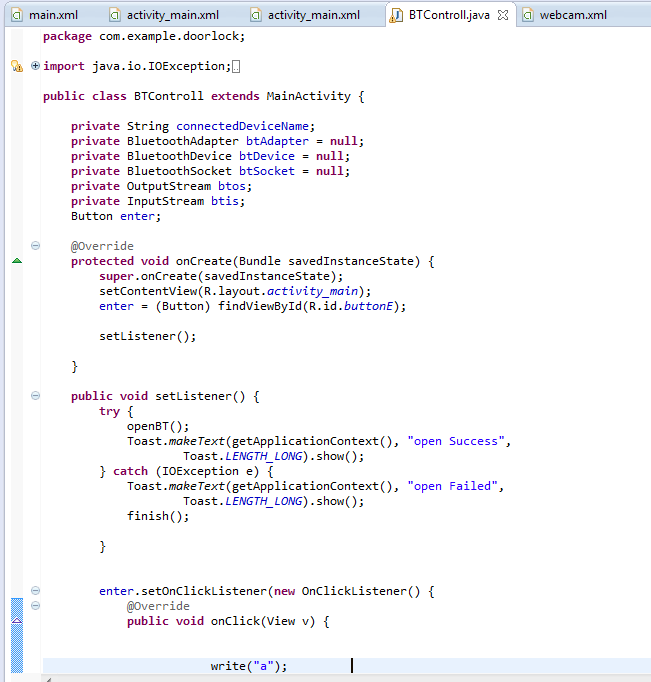 main.xml activity_main.xml activity_main.xml BTControll.java webcam.xml
package com.example.doorlock;
import java.io.IOException;
public class BTControll extends MainActivity {
private String connectedDeviceName;
private BluetoothAdapter btAdapter = null;
private BluetoothDevice btDevice = null;
private BluetoothSocket btSocket = null;
private OutputStream btos;
private InputStream btis;
Button enter;
@Override
protected void onCreate(Bundle savedInstanceState) {
super.onCreate(savedInstanceState);
setContentView(R.layout.activity_main);
enter = (Button) findViewById(R.id.buttonE);
setListener();
}
public void setListener() {
try {
openBT();
Toast.makeText(getApplicationContext(), "open Success",
Toast.LENGTH_LONG).show();
} catch (IOException e) {
Toast.makeText(getApplicationContext(), "open Failed",
Toast.LENGTH_LONG).show();
finish();
}
enter.setOnClickListener(new OnClickListener() {
@Override
public void onClick(View v) {
write("a");